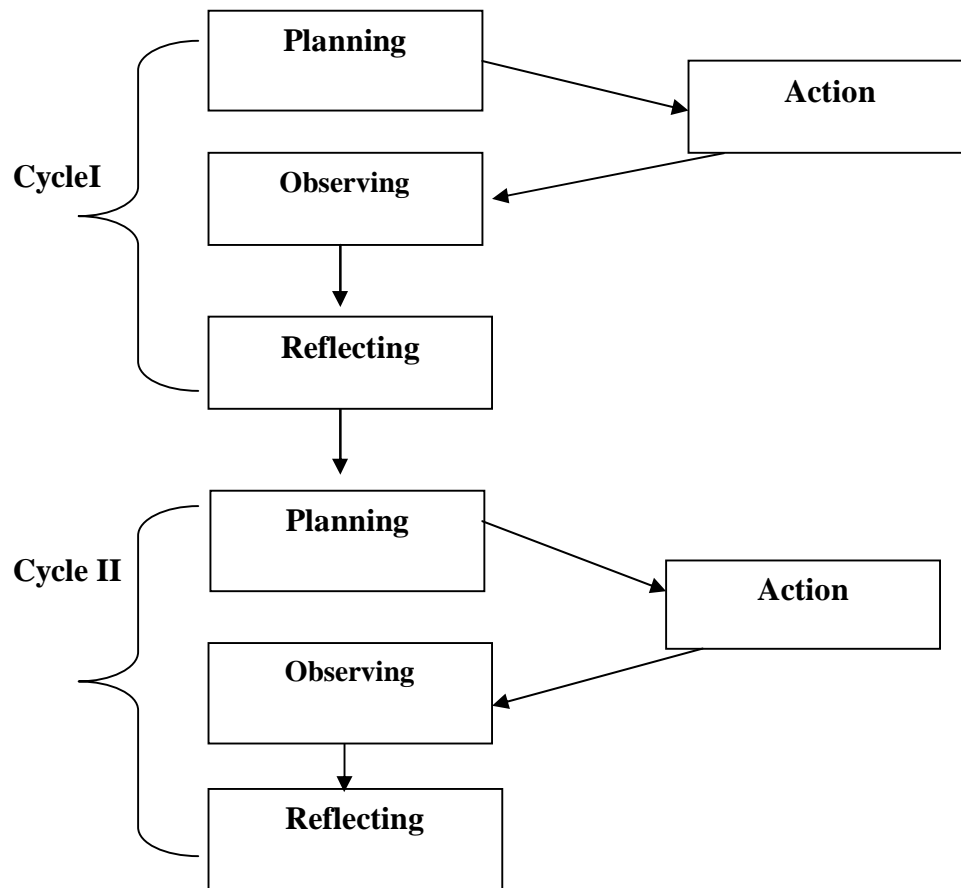 Planning
Action
CycleI
Observing
Reflecting
Planning
Cycle II
Action
Observing
Reflecting